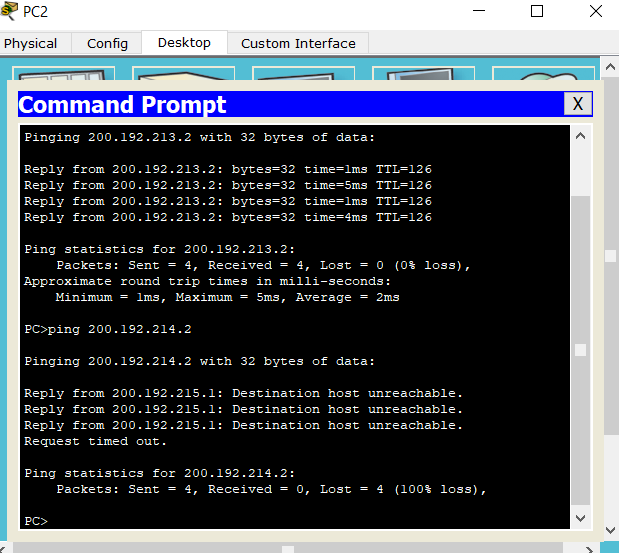 PC2
Physical Config Desktop Custom Interface
Command Prompt X
Pinging 200.192.213.2 with 32 bytes of data:
Reply from 200.192.213.2: bytes=32 time=1ms TTL=126
Reply from 200.192.213.2: bytes=32 time=5ms TTL=126
Reply from 200.192.213.2: bytes=32 time=1ms TTL=126
Reply from 200.192.213.2: bytes=32 time=4ms TTL=126
Ping statistics for 200.192.213.2:
Packets: Sent = 4, Received = 4, Lost = 0 (0% loss),
Approximate round trip times in milli-seconds:
Minimum = 1ms, Maximum = 5ms, Average = 2ms
PC>ping 200.192.214.2
Pinging 200.192.214.2 with 32 bytes of data:
Reply from 200.192.215.1: Destination host unreachable.
Reply from 200.192.215.1: Destination host unreachable.
Reply from 200.192.215.1: Destination host unreachable.
Request timed out.
Ping statistics for 200.192.214.2:
Packets: Sent = 4, Received = 0, Lost = 4 (100% loss),
PC>